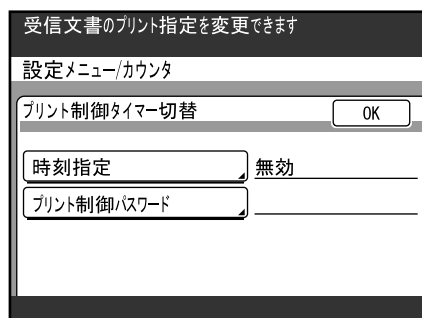 受信文書のプリント指定を変更できます
設定メニュー/カウンタ
プリント制御タイマー切替 OK
時刻指定 無効
プリント制御パスワード